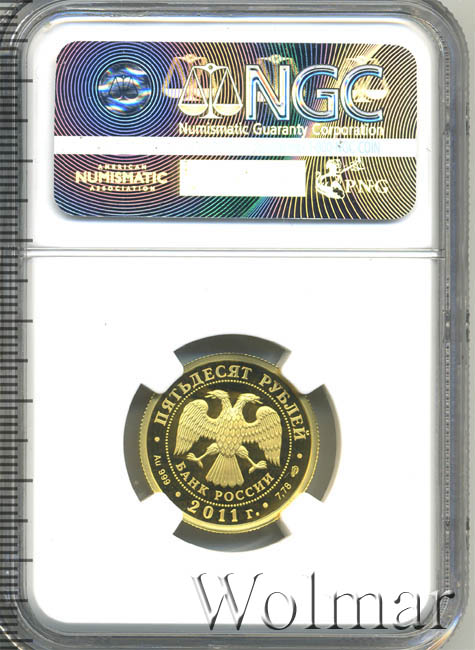 NGC
Numismatic Guaranty Corporation
AMERICAN
NUMISMATIC
ASSOCIATION
PNG
ПЯТЬДЕСЯТ РУБЛЕЙ
БАНК РОССИИ
Au 999
2011 г.
7,78
Wolmar